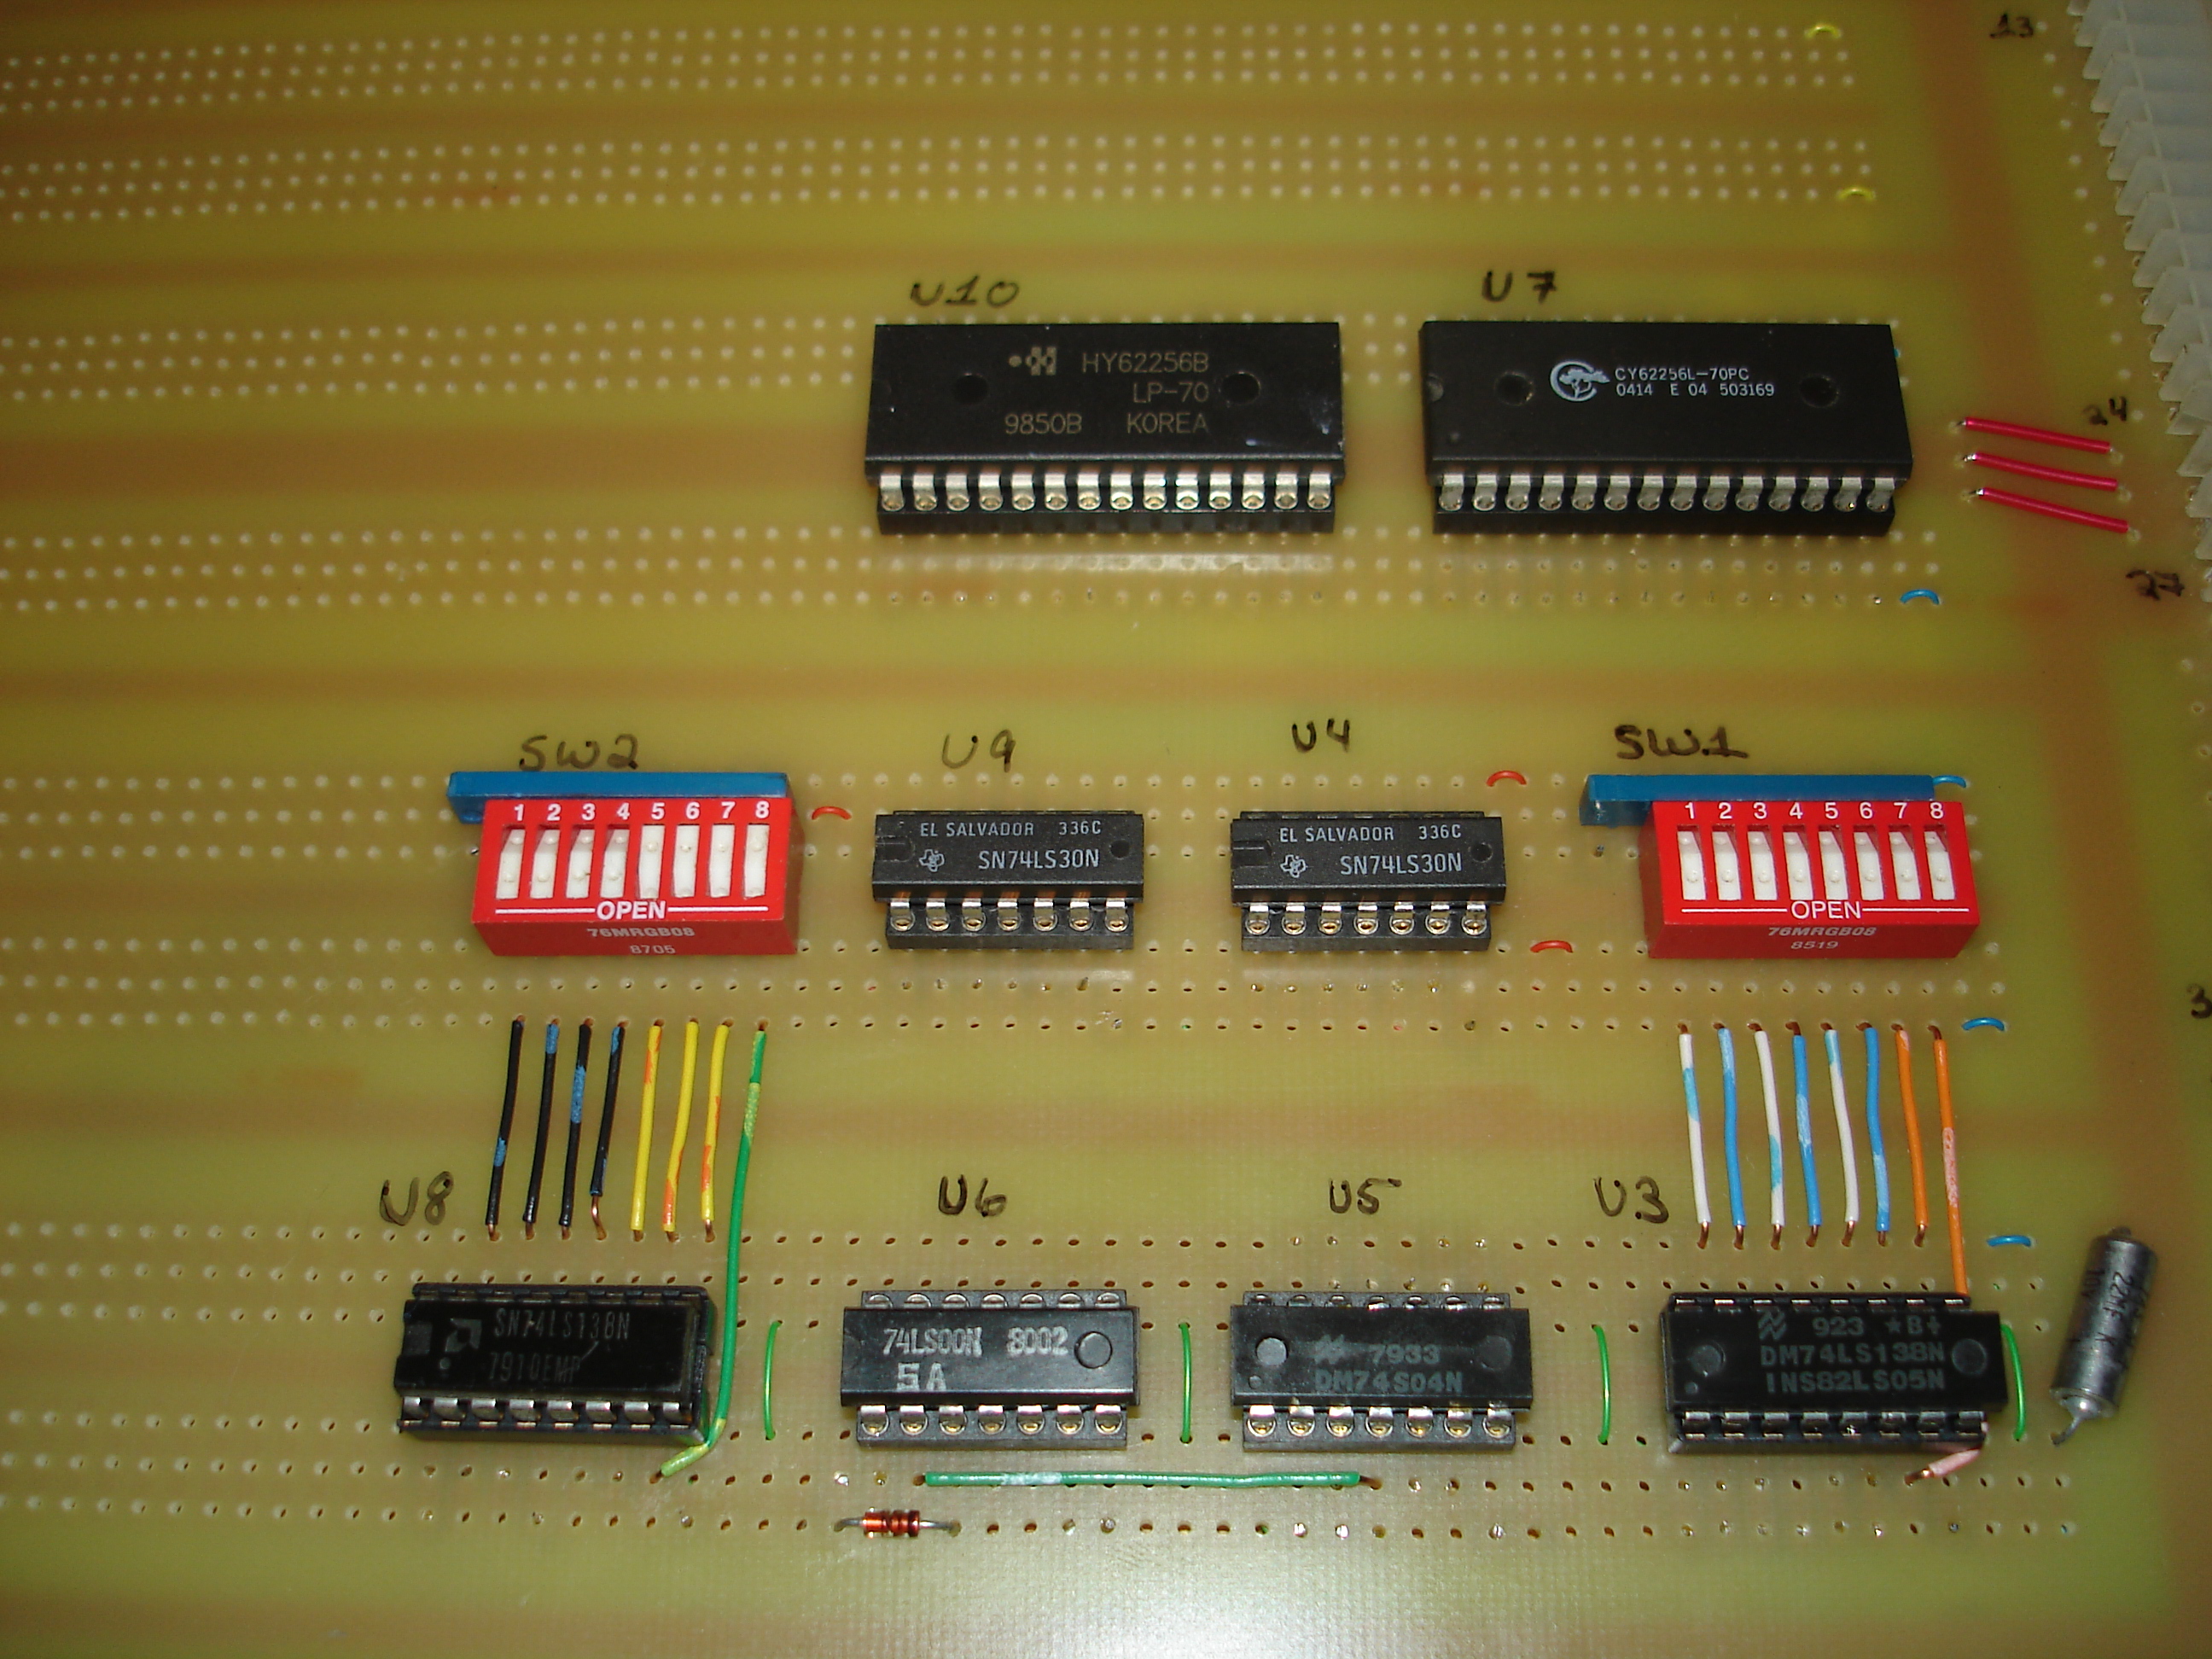 13
U10
U7
HY62256B
LP-70
9850B KOREA
CY62256L-70PC
0414 E 04 503169
24
27
SW2
U9
U4
SW1
1 2 3 4 5 6 7 8
OPEN
76MRGB08
8705
EL SALVADOR 336C
SN74LS30N
EL SALVADOR 336C
SN74LS30N
1 2 3 4 5 6 7 8
OPEN
76MRGB08
8519
3
U8
U6
U5
U3
SN74LS138N
7910EMP
74LS00N 8002
SA
7933
DM74S04N
923 *B+
DM74LS138N
INS82LS05N